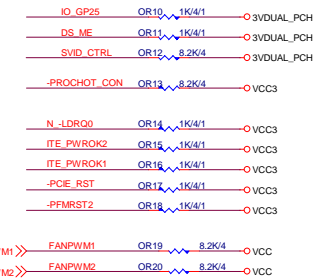 IO_GP25 OR10 1K/4/1 3VDUAL_PCH
DS_ME OR11 1K/4/1 3VDUAL_PCH
SVID_CTRL OR12 8.2K/4 3VDUAL_PCH
-PROCHOT_CON OR13 8.2K/4 VCC3
N_-LDRQ0 OR14 1K/4/1 VCC3
ITE_PWROK2 OR15 1K/4/1 VCC3
ITE_PWROK1 OR16 1K/4/1 VCC3
-PCIE_RST OR17 1K/4/1 VCC3
-PFMRST2 OR18 1K/4/1 VCC3
M1 FANPWM1 OR19 8.2K/4 VCC
M2 FANPWM2 OR20 8.2K/4 VCC